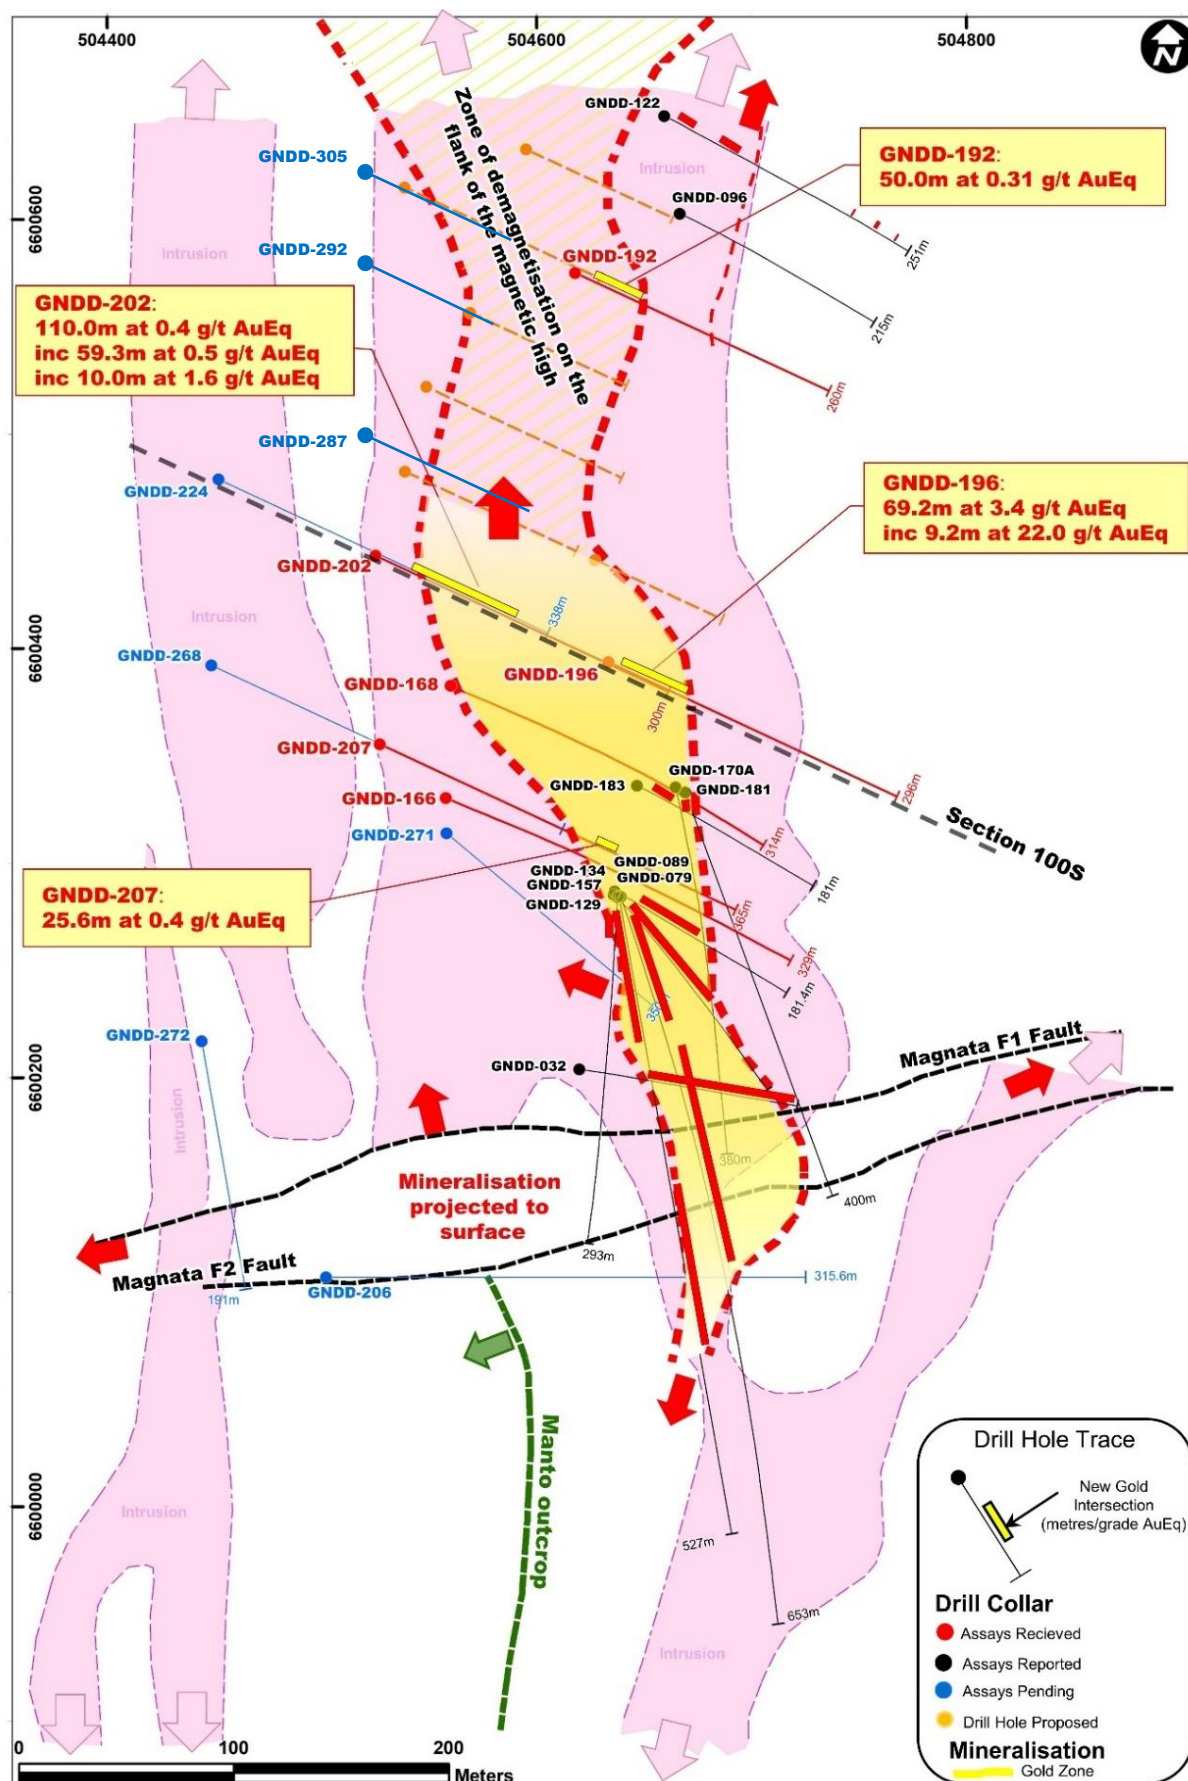 504400
504600
504800
N
GNDD-122
Zone of demagnetisation on the
flank of the magnetic high
GNDD-305
Intrusion
GNDD-192:
50.0m at 0.31 g/t AuEq
GNDD-096
6600600
Intrusion
251m
GNDD-292
GNDD-192
215m
GNDD-202:
110.0m at 0.4 g/t AuEq
inc 59.3m at 0.5 g/t AuEq
inc 10.0m at 1.6 g/t AuEq
260m
GNDD-287
GNDD-224
GNDD-196:
69.2m at 3.4 g/t AuEq
inc 9.2m at 22.0 g/t AuEq
GNDD-202
338m
Intrusion
6600400
GNDD-268
GNDD-196
GNDD-168
300m
GNDD-207
GNDD-170A
GNDD-183
GNDD-181
296m
GNDD-166
Section 100S
314m
GNDD-271
GNDD-089
GNDD-134
GNDD-079
GNDD-157
GNDD-129
181m
GNDD-207:
25.6m at 0.4 g/t AuEq
365m
329m
181.4m
350m
GNDD-272
Magnata F1 Fault
GNDD-032
6600200
Intrusion
380m
Mineralisation
projected to
surface
400m
293m
Magnata F2 Fault
191m
GNDD-206
315.6m
Manto outcrop
Intrusion
6600000
527m
653m
Intrusion
Drill Hole Trace
New Gold
Intersection
(metres/grade AuEq)
Drill Collar
Assays Recieved
Assays Reported
Assays Pending
Drill Hole Proposed
Mineralisation
Gold Zone
0
100
200
Meters